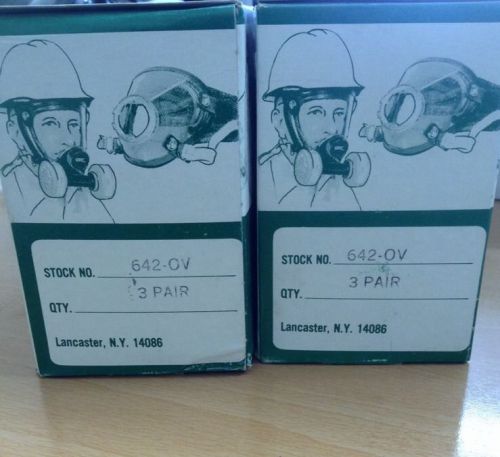 STOCK NO. 642-OV
QTY. 3 PAIR
Lancaster, N.Y. 14086
STOCK NO. 642-OV
QTY. 3 PAIR
Lancaster, N.Y. 14086